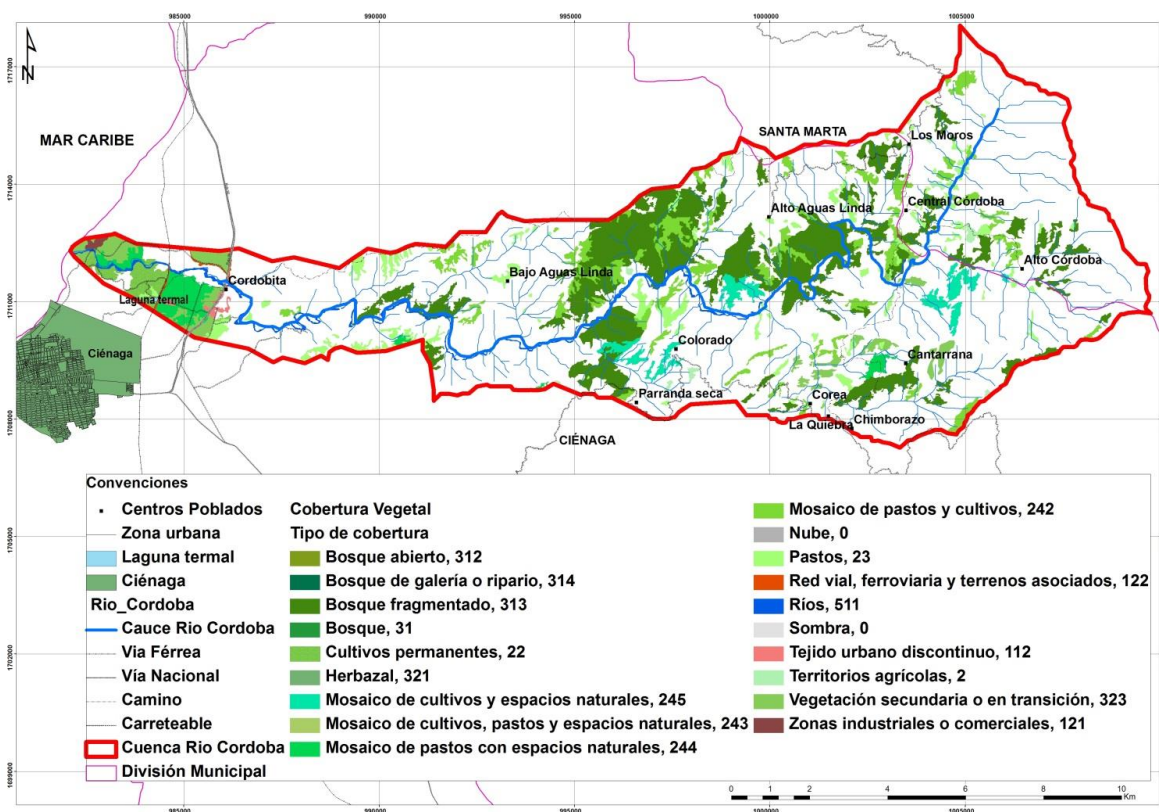 985000 990000 995000 1000000 1005000
1717000
N
MAR CARIBE
SANTA MARTA
Los Moros
1714000
Alto Aguas Linda
Central Córdoba
Bajo Aguas Linda
Alto Córdoba
Cordobita
Laguna termal
1711000
Ciénaga
Colorado
Cantarrana
Parranda seca
Corea
La Quiebra
Chimborazo
1708000
CIÉNAGA
Convenciones
Centros Poblados
Zona urbana
Laguna termal
Ciénaga
Rio_Cordoba
Cauce Rio Cordoba
Via Férrea
Vía Nacional
Camino
Carreteable
Cuenca Rio Cordoba
División Municipal
Cobertura Vegetal
Tipo de cobertura
Bosque abierto, 312
Bosque de galería o ripario, 314
Bosque fragmentado, 313
Bosque, 31
Cultivos permanentes, 22
Herbazal, 321
Mosaico de cultivos y espacios naturales, 245
Mosaico de cultivos, pastos y espacios naturales, 243
Mosaico de pastos con espacios naturales, 244
Mosaico de pastos y cultivos, 242
Nube, 0
Pastos, 23
Red vial, ferroviaria y terrenos asociados, 122
Ríos, 511
Sombra, 0
Tejido urbano discontinuo, 112
Territorios agrícolas, 2
Vegetación secundaria o en transición, 323
Zonas industriales o comerciales, 121
1705000
1702000
1699000
0 1 2 4 6 8 10
Km
985000 990000 995000 1000000 1005000